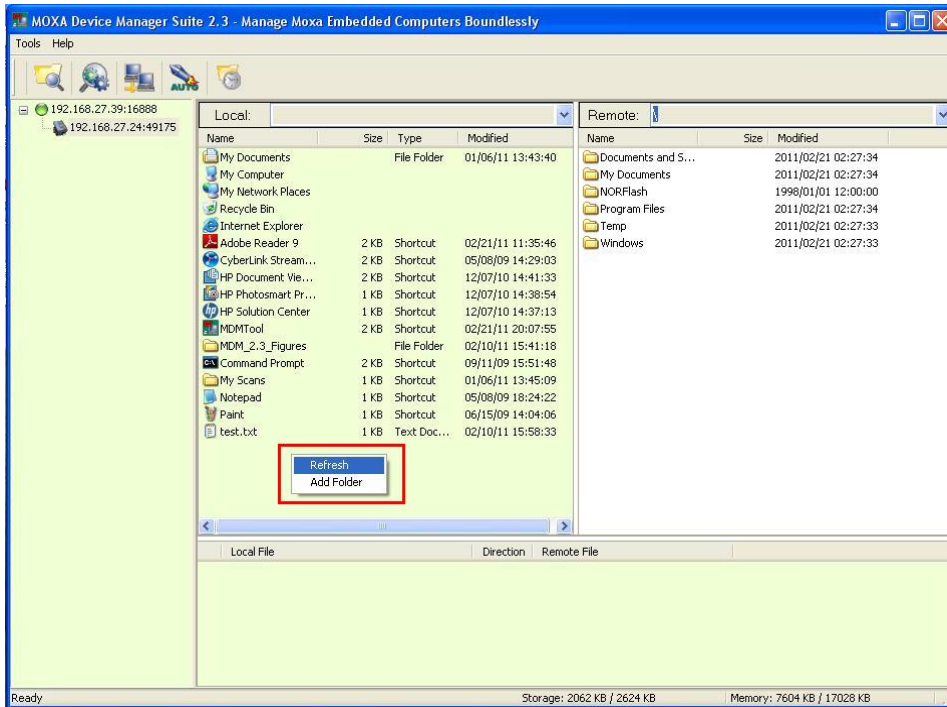 MOXA Device Manager Suite 2.3 - Manage Moxa Embedded Computers Boundlessly
Tools Help
AUTO
192.168.27.39:16888
192.168.27.24:49175
Local:
Name Size Type Modified
My Documents File Folder 01/06/11 13:43:40
My Computer
My Network Places
Recycle Bin
Internet Explorer
Adobe Reader 9 2 KB Shortcut 02/21/11 11:35:46
CyberLink Stream... 2 KB Shortcut 05/08/09 14:29:03
HP Document Vie... 2 KB Shortcut 12/07/10 14:41:33
HP Photosmart Pr... 1 KB Shortcut 12/07/10 14:38:54
HP Solution Center 1 KB Shortcut 12/07/10 14:37:13
MDMTool 2 KB Shortcut 02/21/11 20:07:55
MDM_2.3_Figures File Folder 02/10/11 15:41:18
Command Prompt 2 KB Shortcut 09/11/09 15:51:48
My Scans 1 KB Shortcut 01/06/11 13:45:09
Notepad 1 KB Shortcut 05/08/09 18:24:22
Paint 1 KB Shortcut 06/15/09 14:04:06
test.txt 1 KB Text Doc... 02/10/11 15:58:33
Refresh
Add Folder
Remote: \
Name Size Modified
Documents and S... 2011/02/21 02:27:34
My Documents 2011/02/21 02:27:34
NORFlash 1998/01/01 12:00:00
Program Files 2011/02/21 02:27:34
Temp 2011/02/21 02:27:33
Windows 2011/02/21 02:27:33
Local File Direction Remote File
Ready Storage: 2062 KB / 2624 KB Memory: 7604 KB / 17028 KB